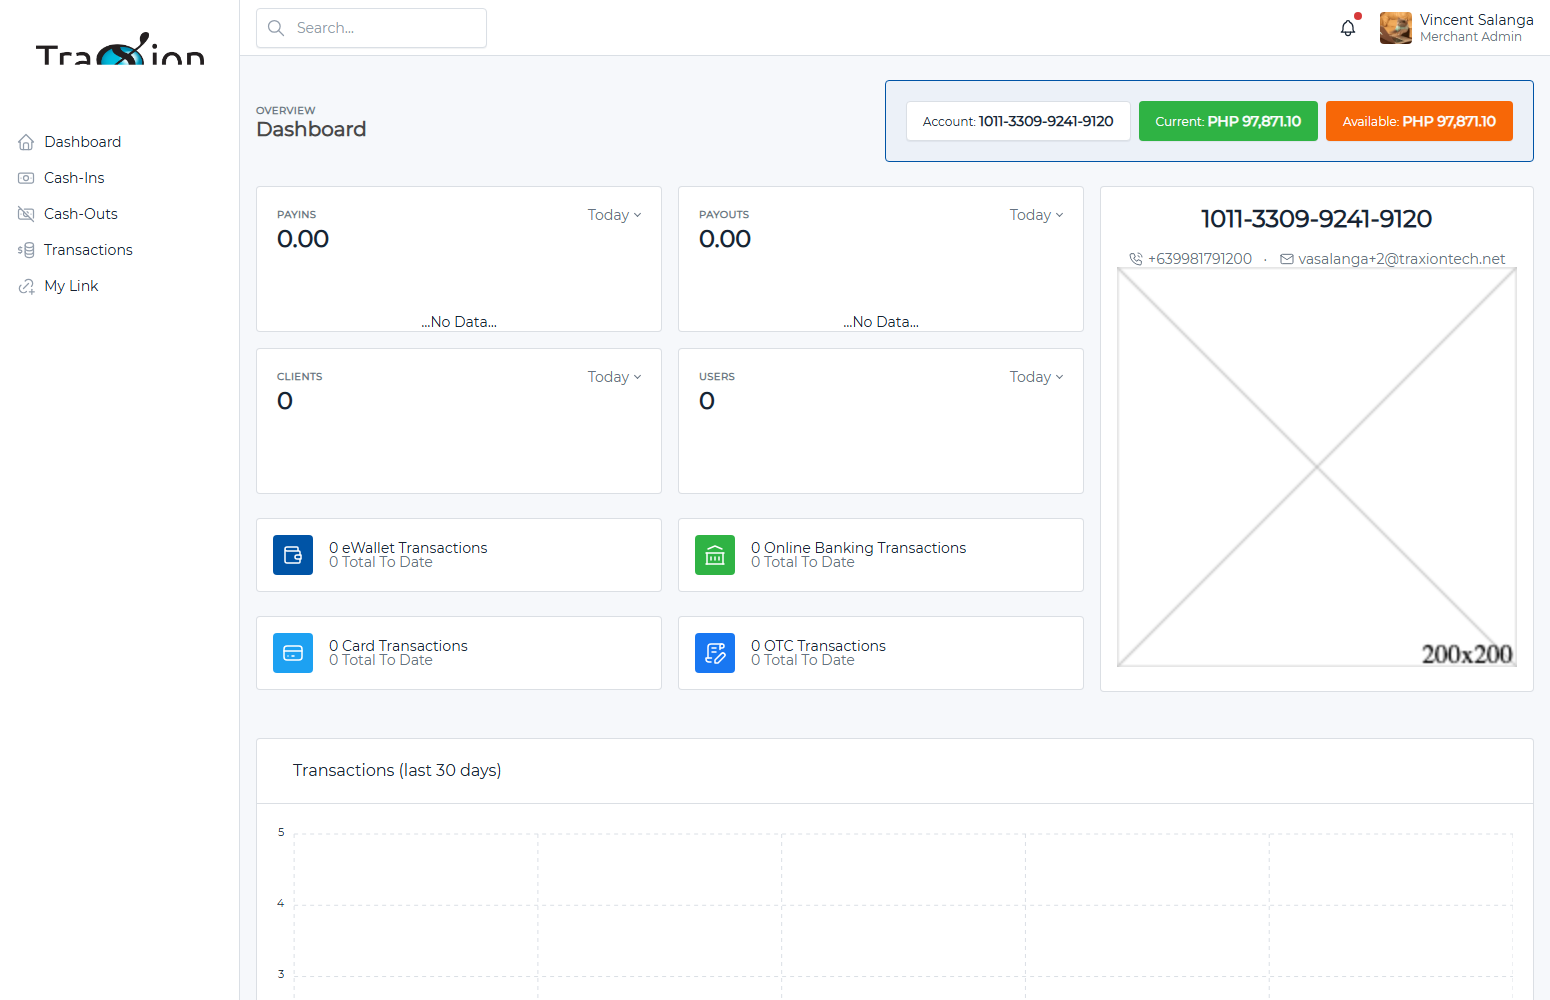 Traxion
Dashboard
Cash-Ins
Cash-Outs
Transactions
My Link
Search...
Vincent Salanga
Merchant Admin
OVERVIEW
Dashboard
Account: 1011-3309-9241-9120
Current: PHP 97,871.10
Available: PHP 97,871.10
PAYINS
Today
0.00
...No Data...
PAYOUTS
Today
0.00
...No Data...
1011-3309-9241-9120
+639981791200 · vasalanga+2@traxiontech.net
200x200
CLIENTS
Today
0
USERS
Today
0
0 eWallet Transactions
0 Total To Date
0 Online Banking Transactions
0 Total To Date
0 Card Transactions
0 Total To Date
0 OTC Transactions
0 Total To Date
Transactions (last 30 days)
5
4
3